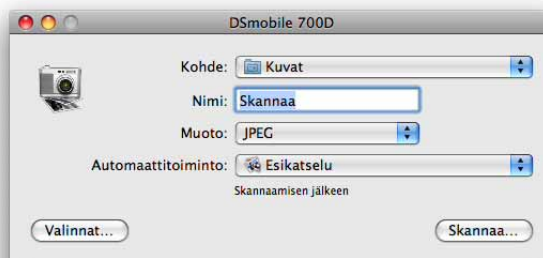 DSmobile 700D
Kohde: Kuvat
Nimi: Skannaa
Muoto: JPEG
Automaattitoiminto: Esikatselu
Skannaamisen jälkeen
Valinnat... Skannaa...